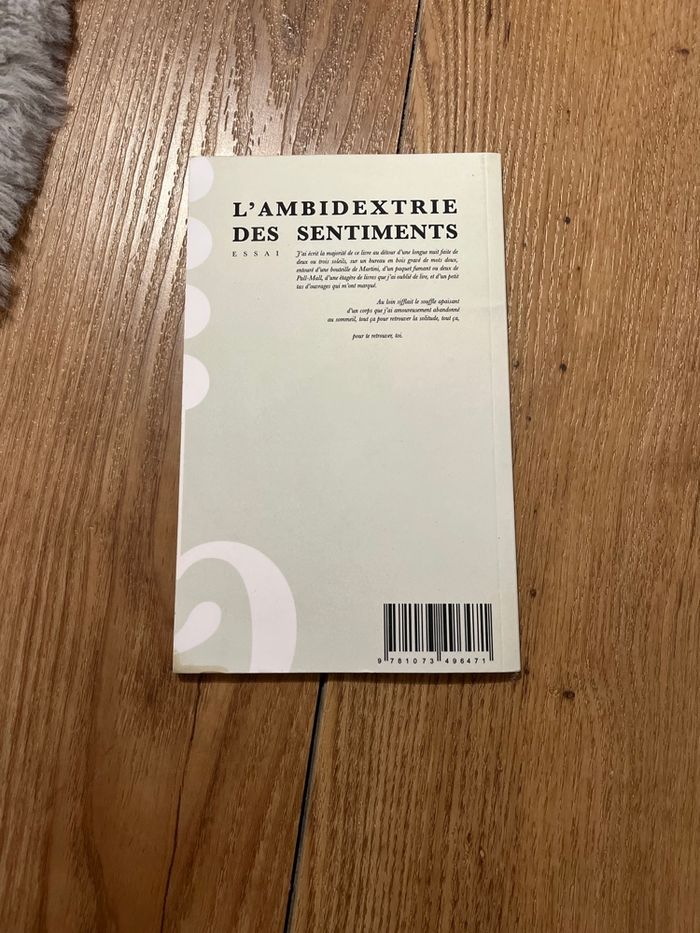 L'AMBIDEXTRIE
DES SENTIMENTS
ESSAI
J'ai écrit la majorité de ce livre au détour d'une longue nuit faite de
deux ou trois soleils, sur un bureau en bois gravé de mots doux,
entouré d'une bouteille de Martini, d'un paquet fumant ou deux de
Pall-Mall, d'une étagère de livres que j'ai oublié de lire, et d'un petit
tas d'ouvrages qui m'ont marqué.
Au loin sifflait le souffle apaisant
d'un corps que j'ai amoureusement abandonné
au sommeil, tout ça pour retrouver la solitude, tout ça,
pour te retrouver, toi.
9 781073 496471